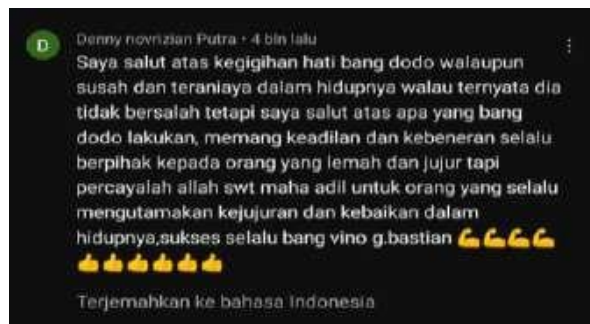 D
Denny novrizian Putra • 4 bln lalu
Saya salut atas kegigihan hati bang dodo walaupun
susah dan teraniaya dalam hidupnya walau ternyata dia
tidak bersalah tetapi saya salut atas apa yang bang
dodo lakukan, memang keadilan dan kebeneran selalu
berpihak kepada orang yang lemah dan jujur tapi
percayalah allah swt maha adil untuk orang yang selalu
mengutamakan kejujuran dan kebaikan dalam
hidupnya,sukses selalu bang vino g.bastian 💪💪💪💪
👍👍👍👍👍👍
Terjemahkan ke bahasa Indonesia